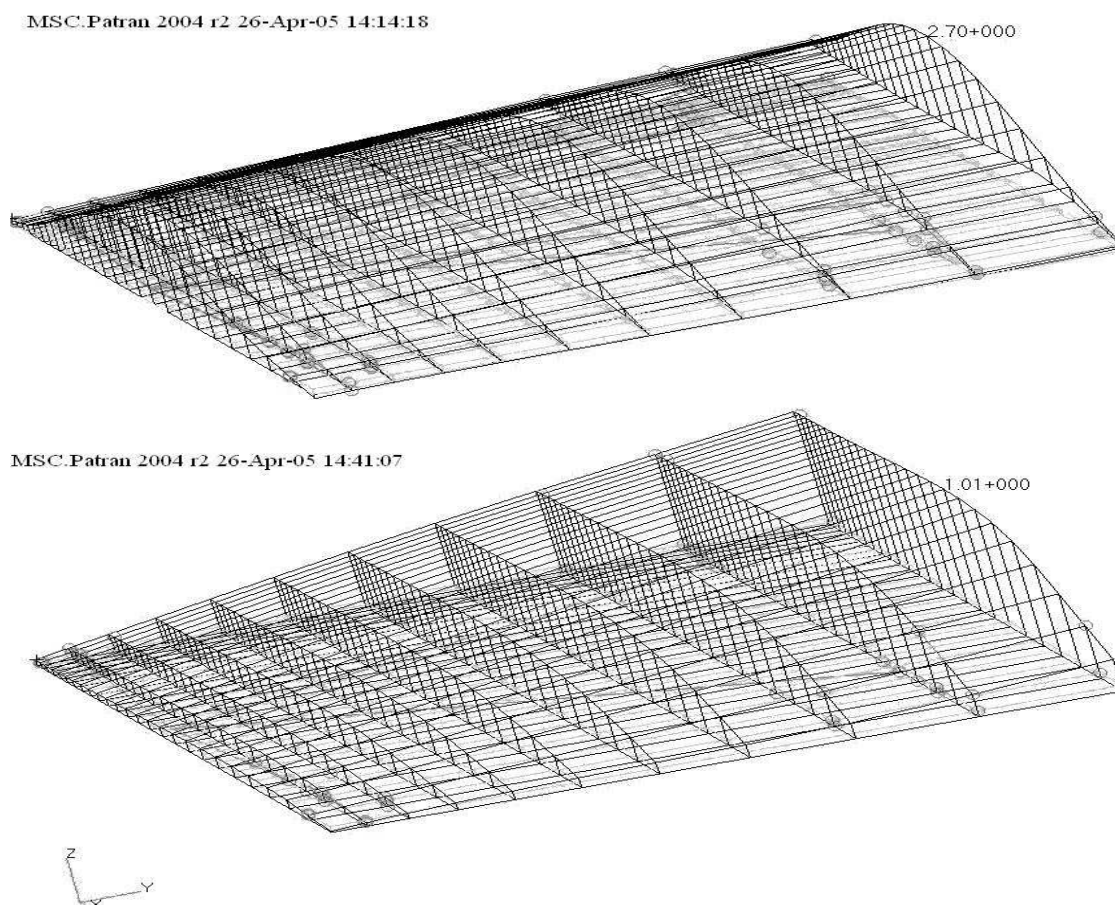 MSC.Patran 2004 r2 26-Apr-05 14:14:18
2.70+000
MSC.Patran 2004 r2 26-Apr-05 14:41:07
1.01+000
Z
Y
X